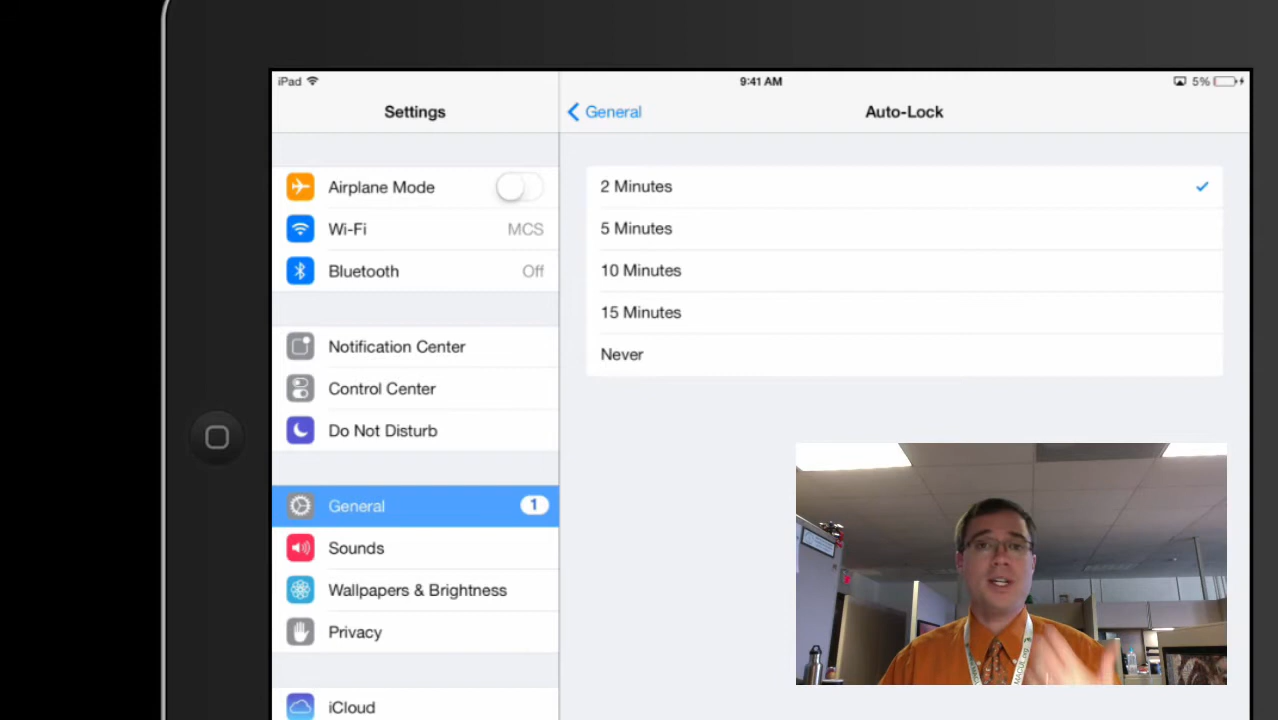 iPad
9:41 AM
5%
Settings
General
Auto-Lock
Airplane Mode
Wi-Fi
MCS
Bluetooth
Off
Notification Center
Control Center
Do Not Disturb
General
1
Sounds
Wallpapers & Brightness
Privacy
iCloud
2 Minutes
5 Minutes
10 Minutes
15 Minutes
Never
MACUL.org